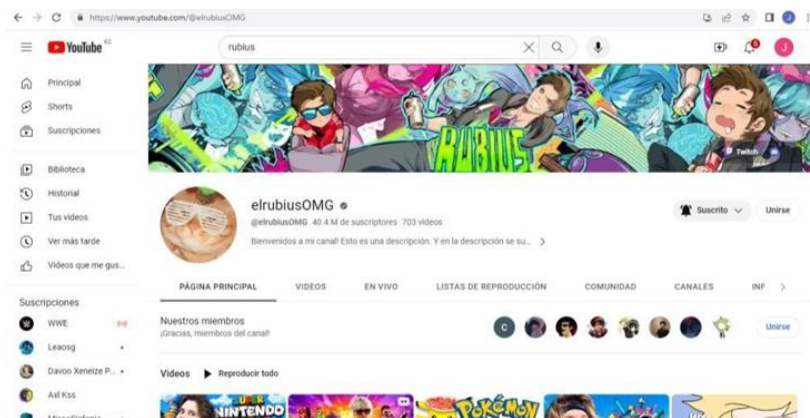 https://www.youtube.com/@elrubiusOMG
YouTube EC
rubius
J
Principal
Shorts
Suscripciones
Biblioteca
Historial
Tus videos
Ver más tarde
Videos que me gus...
Suscripciones
WWE
Leaosg
Davoo Xeneize P...
Axl Kss
RUBIUS
Twitch
elrubiusOMG
@elrubiusOMG 40.4 M de suscriptores 703 videos
Bienvenidos a mi canal! Esto es una descripción. Y en la descripción se su...
Suscrito
Unirse
PÁGINA PRINCIPAL VIDEOS EN VIVO LISTAS DE REPRODUCCIÓN COMUNIDAD CANALES INF
Nuestros miembros
¡Gracias, miembros del canal!
C
Unirse
Videos Reproducir todo
SUPER
NINTENDO
POKÉMON